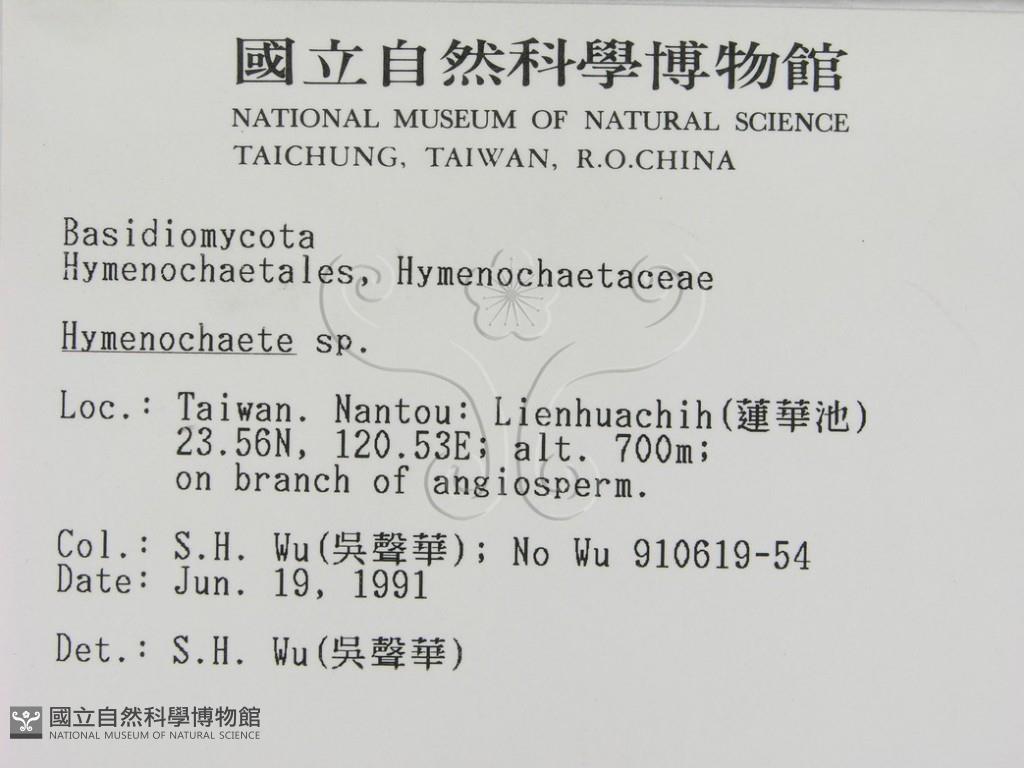 國立自然科學博物館
NATIONAL MUSEUM OF NATURAL SCIENCE
TAICHUNG, TAIWAN, R.O.CHINA
Basidiomycota
Hymenochaetales, Hymenochaetaceae
Hymenochaete sp.
Loc.: Taiwan. Nantou: Lienhuachih(蓮華池)
23.56N, 120.53E; alt. 700m;
on branch of angiosperm.
Col.: S.H. Wu(吳聲華); No Wu 910619-54
Date: Jun. 19, 1991
Det.: S.H. Wu(吳聲華)
國立自然科學博物館
NATIONAL MUSEUM OF NATURAL SCIENCE